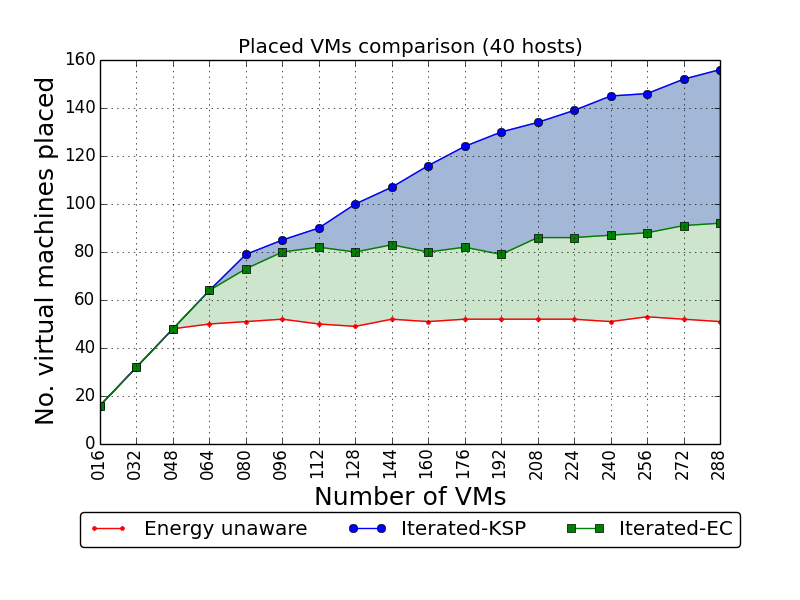 Placed VMs comparison (40 hosts)
No. virtual machines placed
160
140
120
100
80
60
40
20
0
016 032 048 064 080 096 112 128 144 160 176 192 208 224 240 256 272 288
Number of VMs
Energy unaware Iterated-KSP Iterated-EC